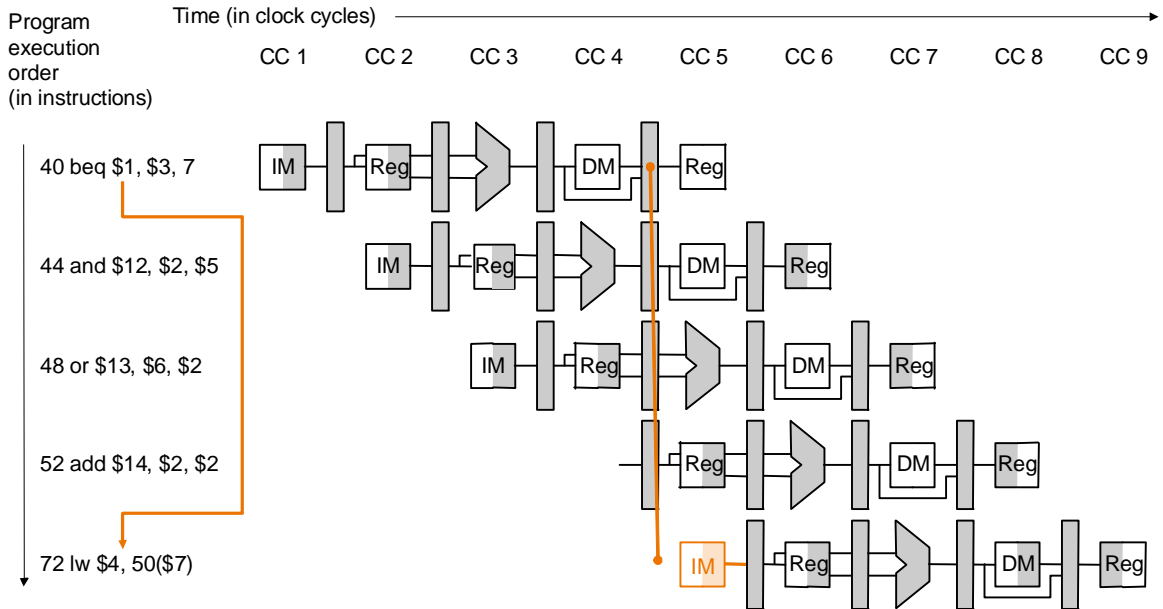 Time (in clock cycles)
Program
execution
order
(in instructions)
CC 1 CC 2 CC 3 CC 4 CC 5 CC 6 CC 7 CC 8 CC 9
40 beq $1, $3, 7
IM Reg DM Reg
44 and $12, $2, $5
IM Reg DM Reg
48 or $13, $6, $2
IM Reg DM Reg
52 add $14, $2, $2
Reg DM Reg
72 lw $4, 50($7)
IM Reg DM Reg